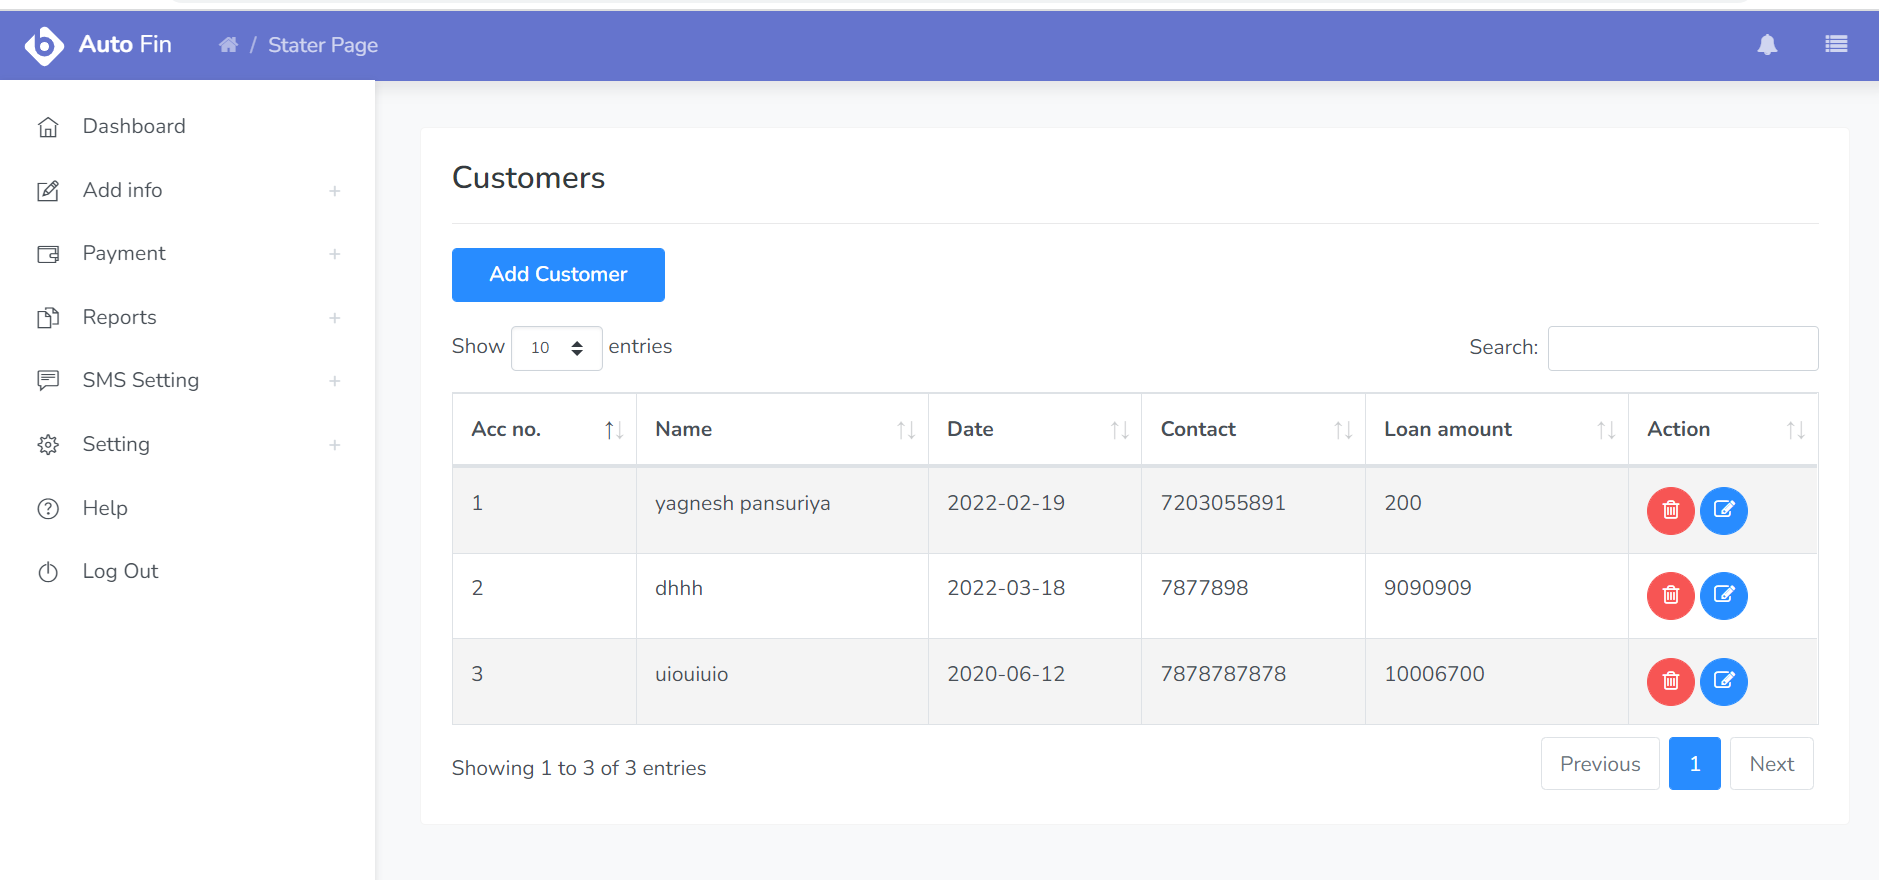 Auto Fin / Stater Page
Dashboard
Add info +
Payment +
Reports +
SMS Setting +
Setting +
Help
Log Out
Customers
Add Customer
Show 10 entries Search:
Acc no. Name Date Contact Loan amount Action
1 yagnesh pansuriya 2022-02-19 7203055891 200
2 dhhh 2022-03-18 7877898 9090909
3 uiouiuio 2020-06-12 7878787878 10006700
Showing 1 to 3 of 3 entries Previous 1 Next